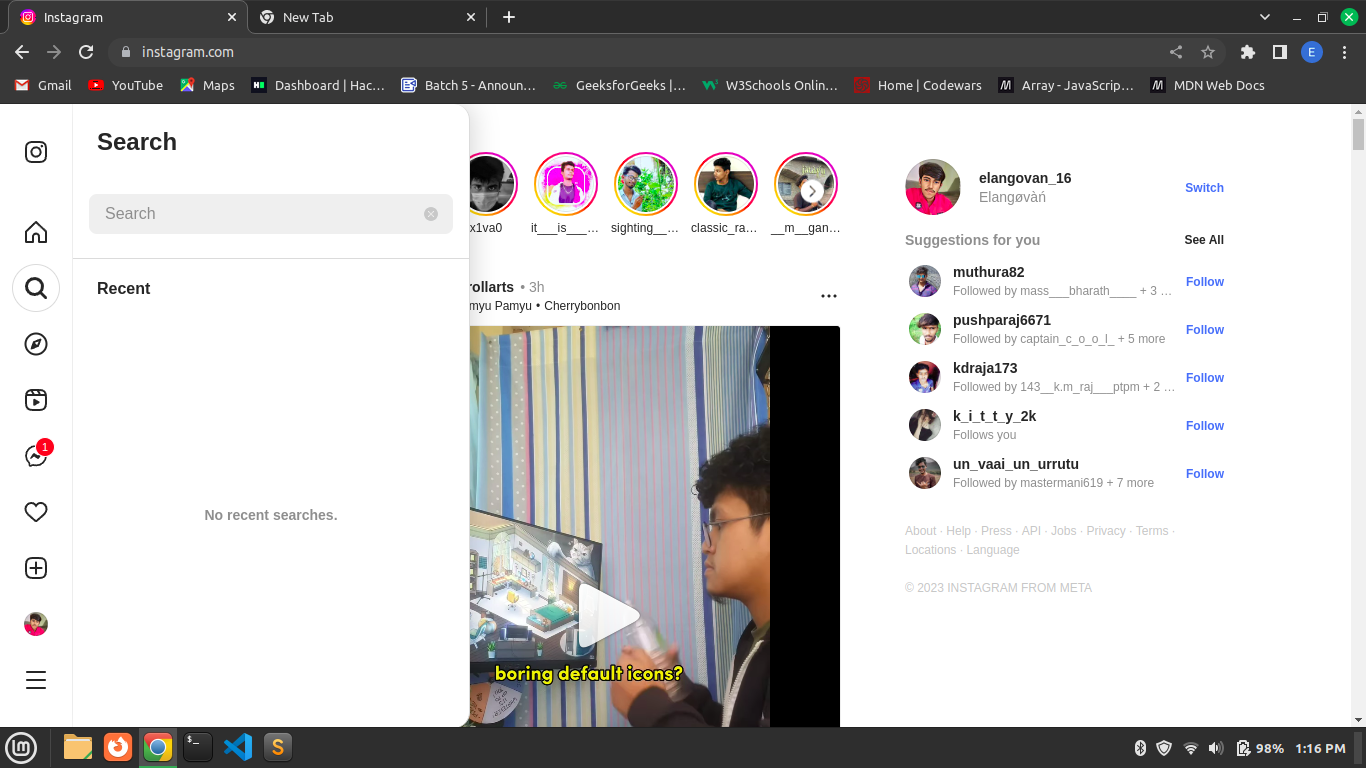 Instagram
New Tab
instagram.com
E
Gmail
YouTube
Maps
Dashboard | Hac…
Batch 5 - Announ…
GeeksforGeeks |…
W3Schools Onlin…
Home | Codewars
Array - JavaScrip…
MDN Web Docs
Search
Search
Recent
No recent searches.
1
x1va0
it___is___…
sighting__…
classic_ra…
__m__gan…
rollarts • 3h
myu Pamyu • Cherrybonbon
boring default icons?
elangovan_16
Elangøvàń
Switch
Suggestions for you
See All
muthura82
Followed by mass___bharath____ + 3 …
Follow
pushparaj6671
Followed by captain_c_o_o_l_ + 5 more
Follow
kdraja173
Followed by 143__k.m_raj___ptpm + 2 …
Follow
k_i_t_t_y_2k
Follows you
Follow
un_vaai_un_urrutu
Followed by mastermani619 + 7 more
Follow
About · Help · Press · API · Jobs · Privacy · Terms ·
Locations · Language
© 2023 INSTAGRAM FROM META
98%
1:16 PM